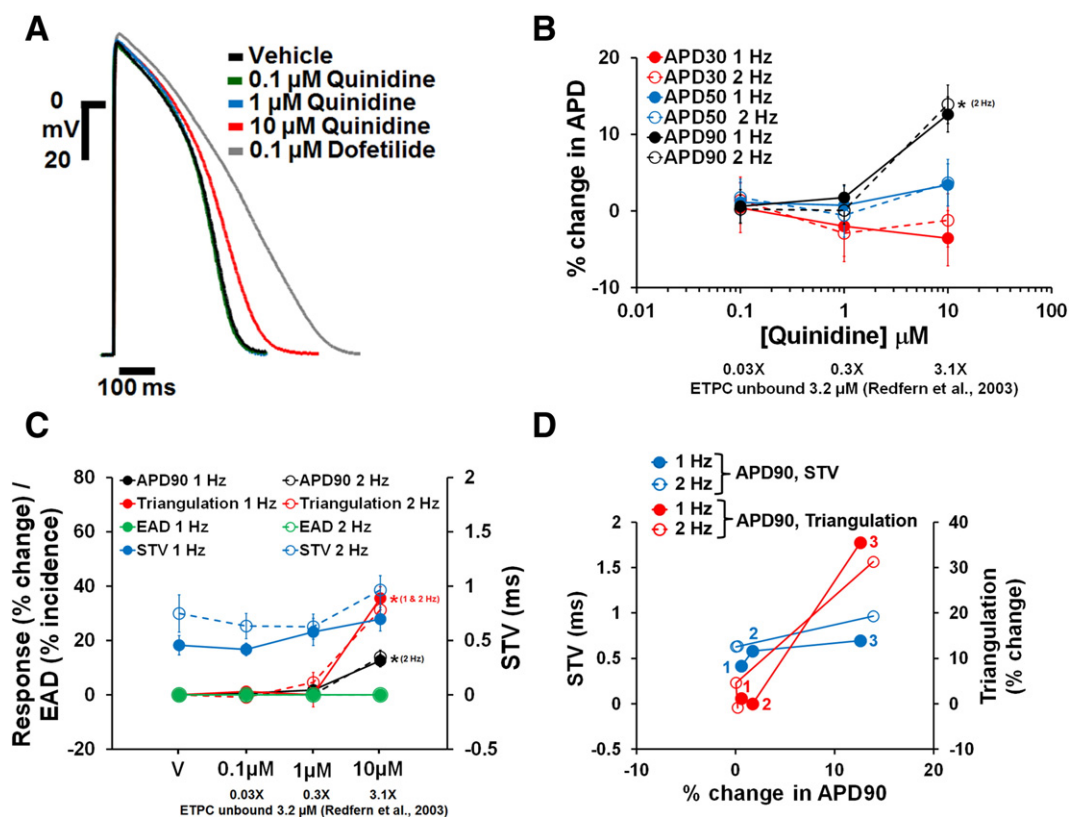 A
Vehicle
0.1 µM Quinidine
1 µM Quinidine
10 µM Quinidine
0.1 µM Dofetilide
0
mV
20
100 ms
B
APD30 1 Hz
APD30 2 Hz
APD50 1 Hz
APD50 2 Hz
APD90 1 Hz
APD90 2 Hz
* (2 Hz)
% change in APD
20
10
0
-10
0.01 0.1 1 10 100
[Quinidine] µM
0.03X 0.3X 3.1X
ETPC unbound 3.2 µM (Redfern et al., 2003)
C
APD90 1 Hz APD90 2 Hz
Triangulation 1 Hz Triangulation 2 Hz
EAD 1 Hz EAD 2 Hz
STV 1 Hz STV 2 Hz
Response (% change) /
EAD (% incidence)
80
60
40
20
0
-20
*(1 & 2 Hz)
*(2 Hz)
2
1.5
1
0.5
0
-0.5
STV (ms)
V 0.1µM 1µM 10µM
0.03X 0.3X 3.1X
ETPC unbound 3.2 µM (Redfern et al., 2003)
D
1 Hz
2 Hz
APD90, STV
1 Hz
2 Hz
APD90, Triangulation
STV (ms)
2
1.5
1
0.5
0
-0.5
1
2
3
1
2
3
40
30
20
10
0
-10
Triangulation
(% change)
-10 0 10 20
% change in APD90